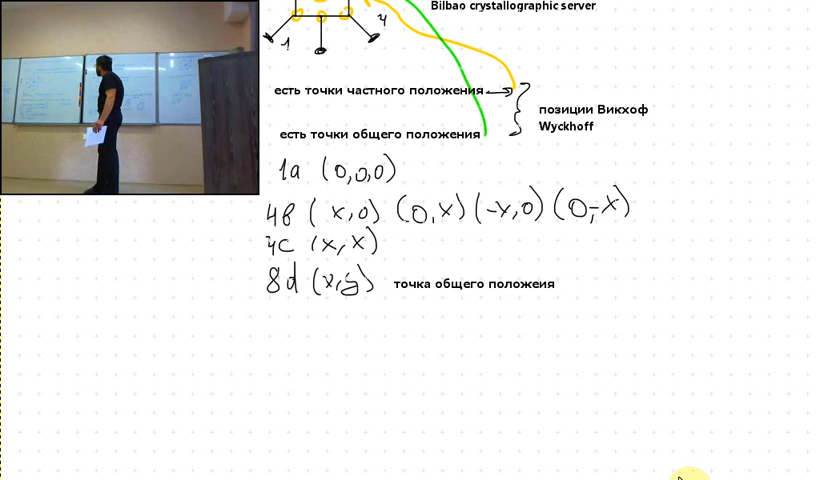 Bilbao crystallographic server
4
1
есть точки частного положения
позиции Викхоф
Wyckhoff
есть точки общего положения
1a (0,0,0)
4в (x,0) (0,x) (-x,0) (0,-x)
4c (x,x)
8d (x,y) точка общего положеия